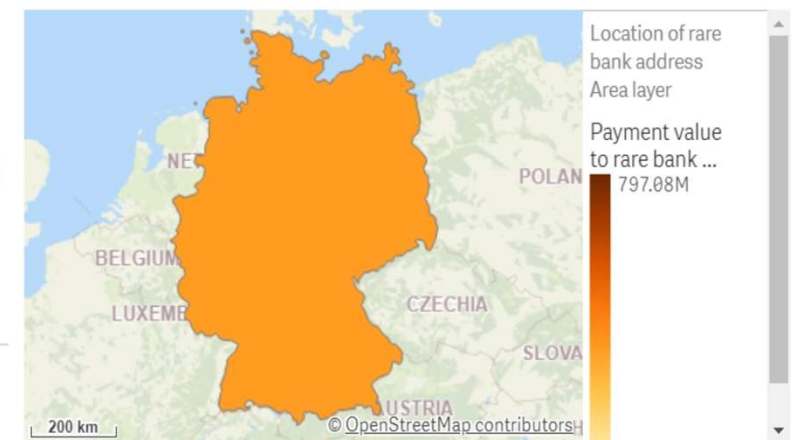 Location of rare
bank address
Area layer
Payment value
to rare bank ...
797.08M
NET
POLAN
BELGIUM
LUXEMB
CZECHIA
SLOVA
AUSTRIA
200 km
© OpenStreetMap contributors
H